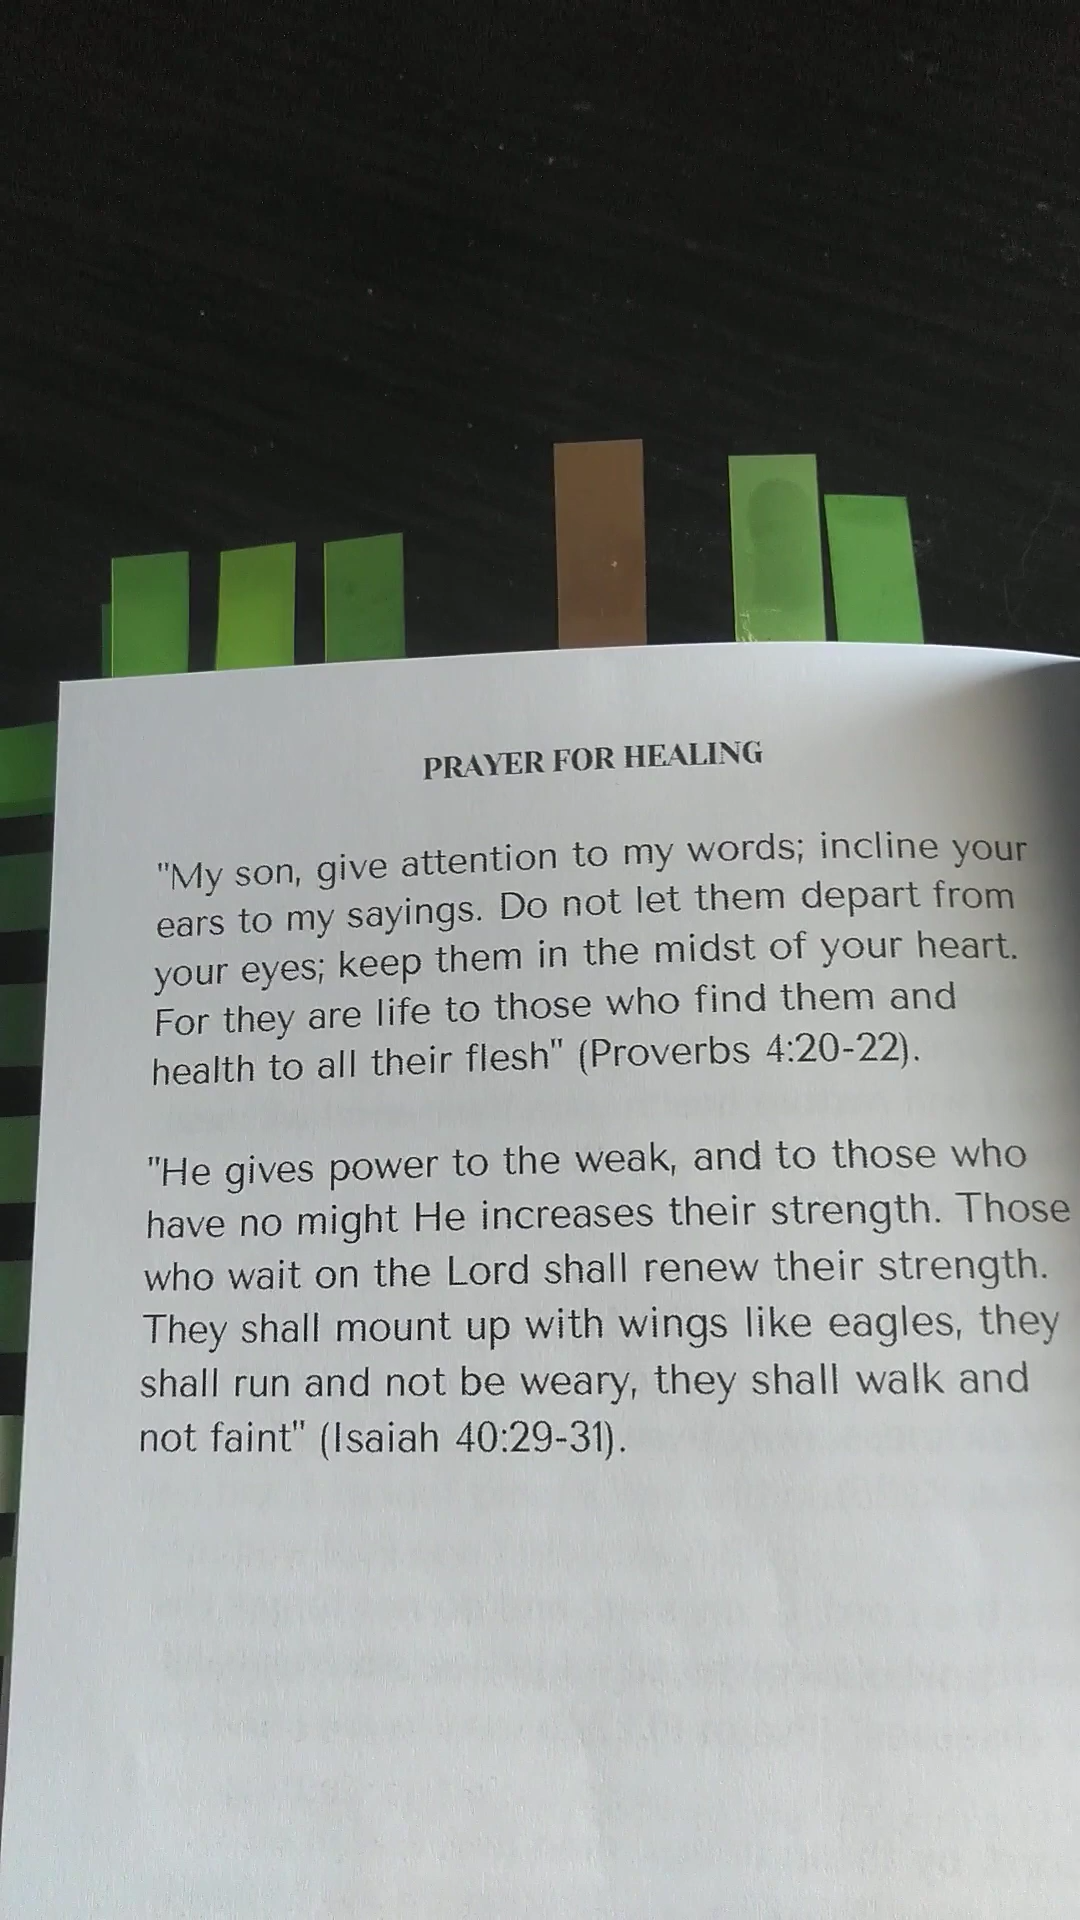 PRAYER FOR HEALING
"My son, give attention to my words; incline your
ears to my sayings. Do not let them depart from
your eyes; keep them in the midst of your heart.
For they are life to those who find them and
health to all their flesh" (Proverbs 4:20-22).
"He gives power to the weak, and to those who
have no might He increases their strength. Those
who wait on the Lord shall renew their strength.
They shall mount up with wings like eagles, they
shall run and not be weary, they shall walk and
not faint" (Isaiah 40:29-31).